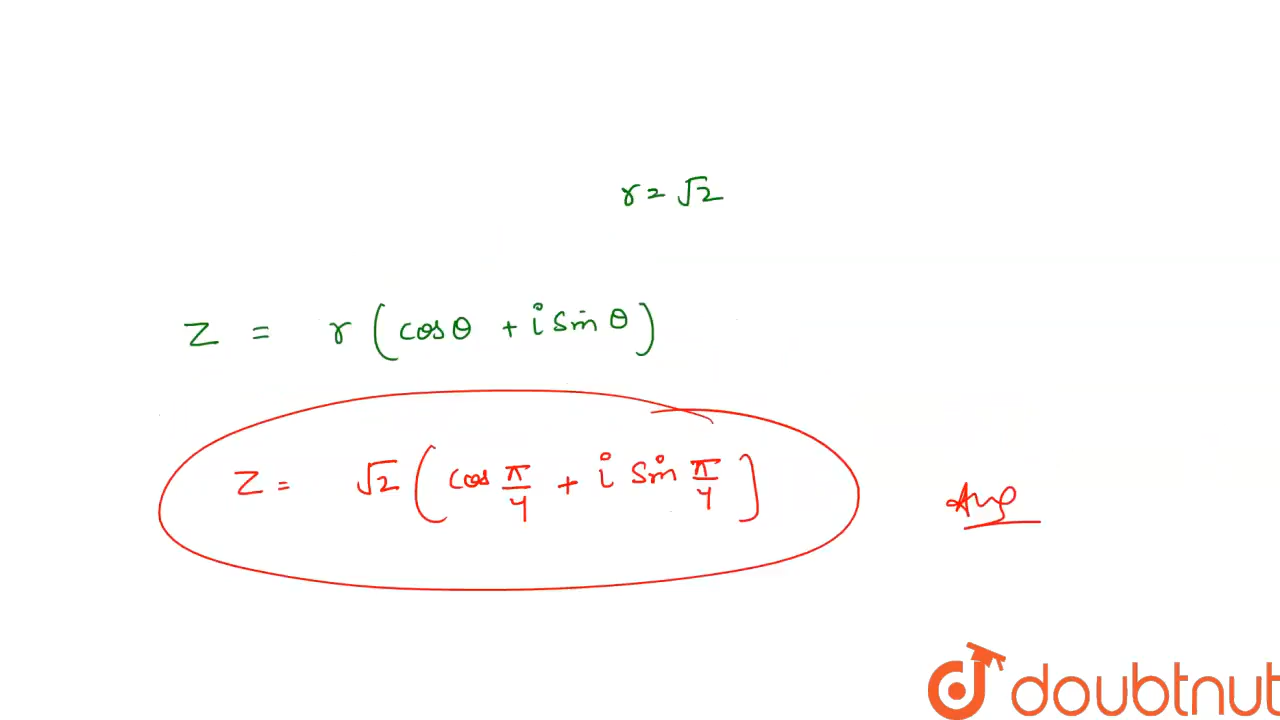 r = √2
Z = r (cosθ + i sinθ)
Z = √2 (cos π/4 + i sin π/4)
Ans
doubtnut